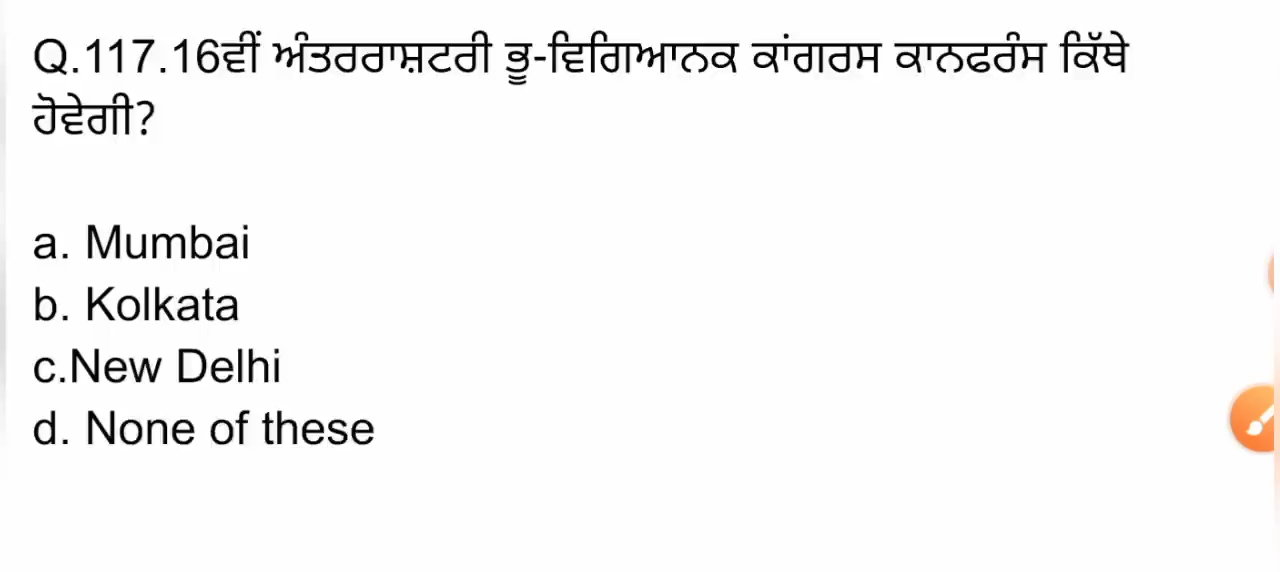 Q.117.16ਵੀਂ ਅੰਤਰਰਾਸ਼ਟਰੀ ਭੂ-ਵਿਗਿਆਨਕ ਕਾਂਗਰਸ ਕਾਨਫਰੰਸ ਕਿੱਥੇ
ਹੋਵੇਗੀ?
a. Mumbai
b. Kolkata
c.New Delhi
d. None of these